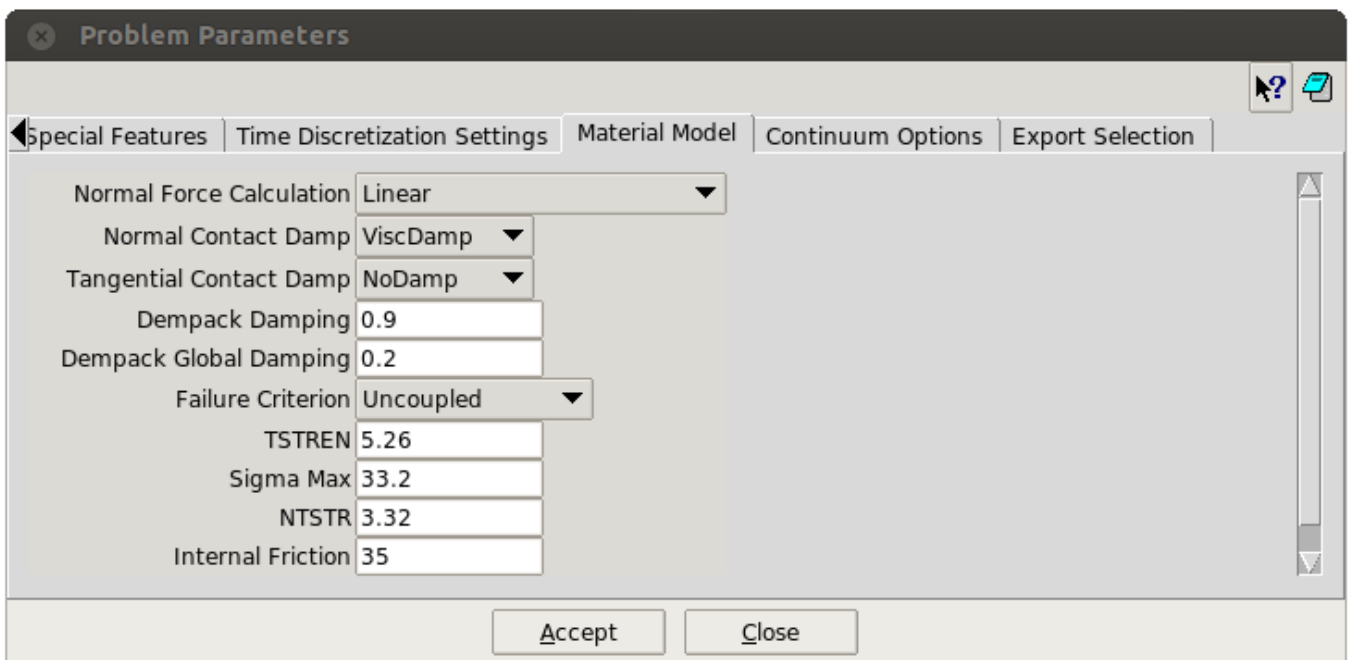 Problem Parameters
?
Special Features Time Discretization Settings Material Model Continuum Options Export Selection
Normal Force Calculation Linear
Normal Contact Damp ViscDamp
Tangential Contact Damp NoDamp
Dempack Damping 0.9
Dempack Global Damping 0.2
Failure Criterion Uncoupled
TSTREN 5.26
Sigma Max 33.2
NTSTR 3.32
Internal Friction 35
Accept Close